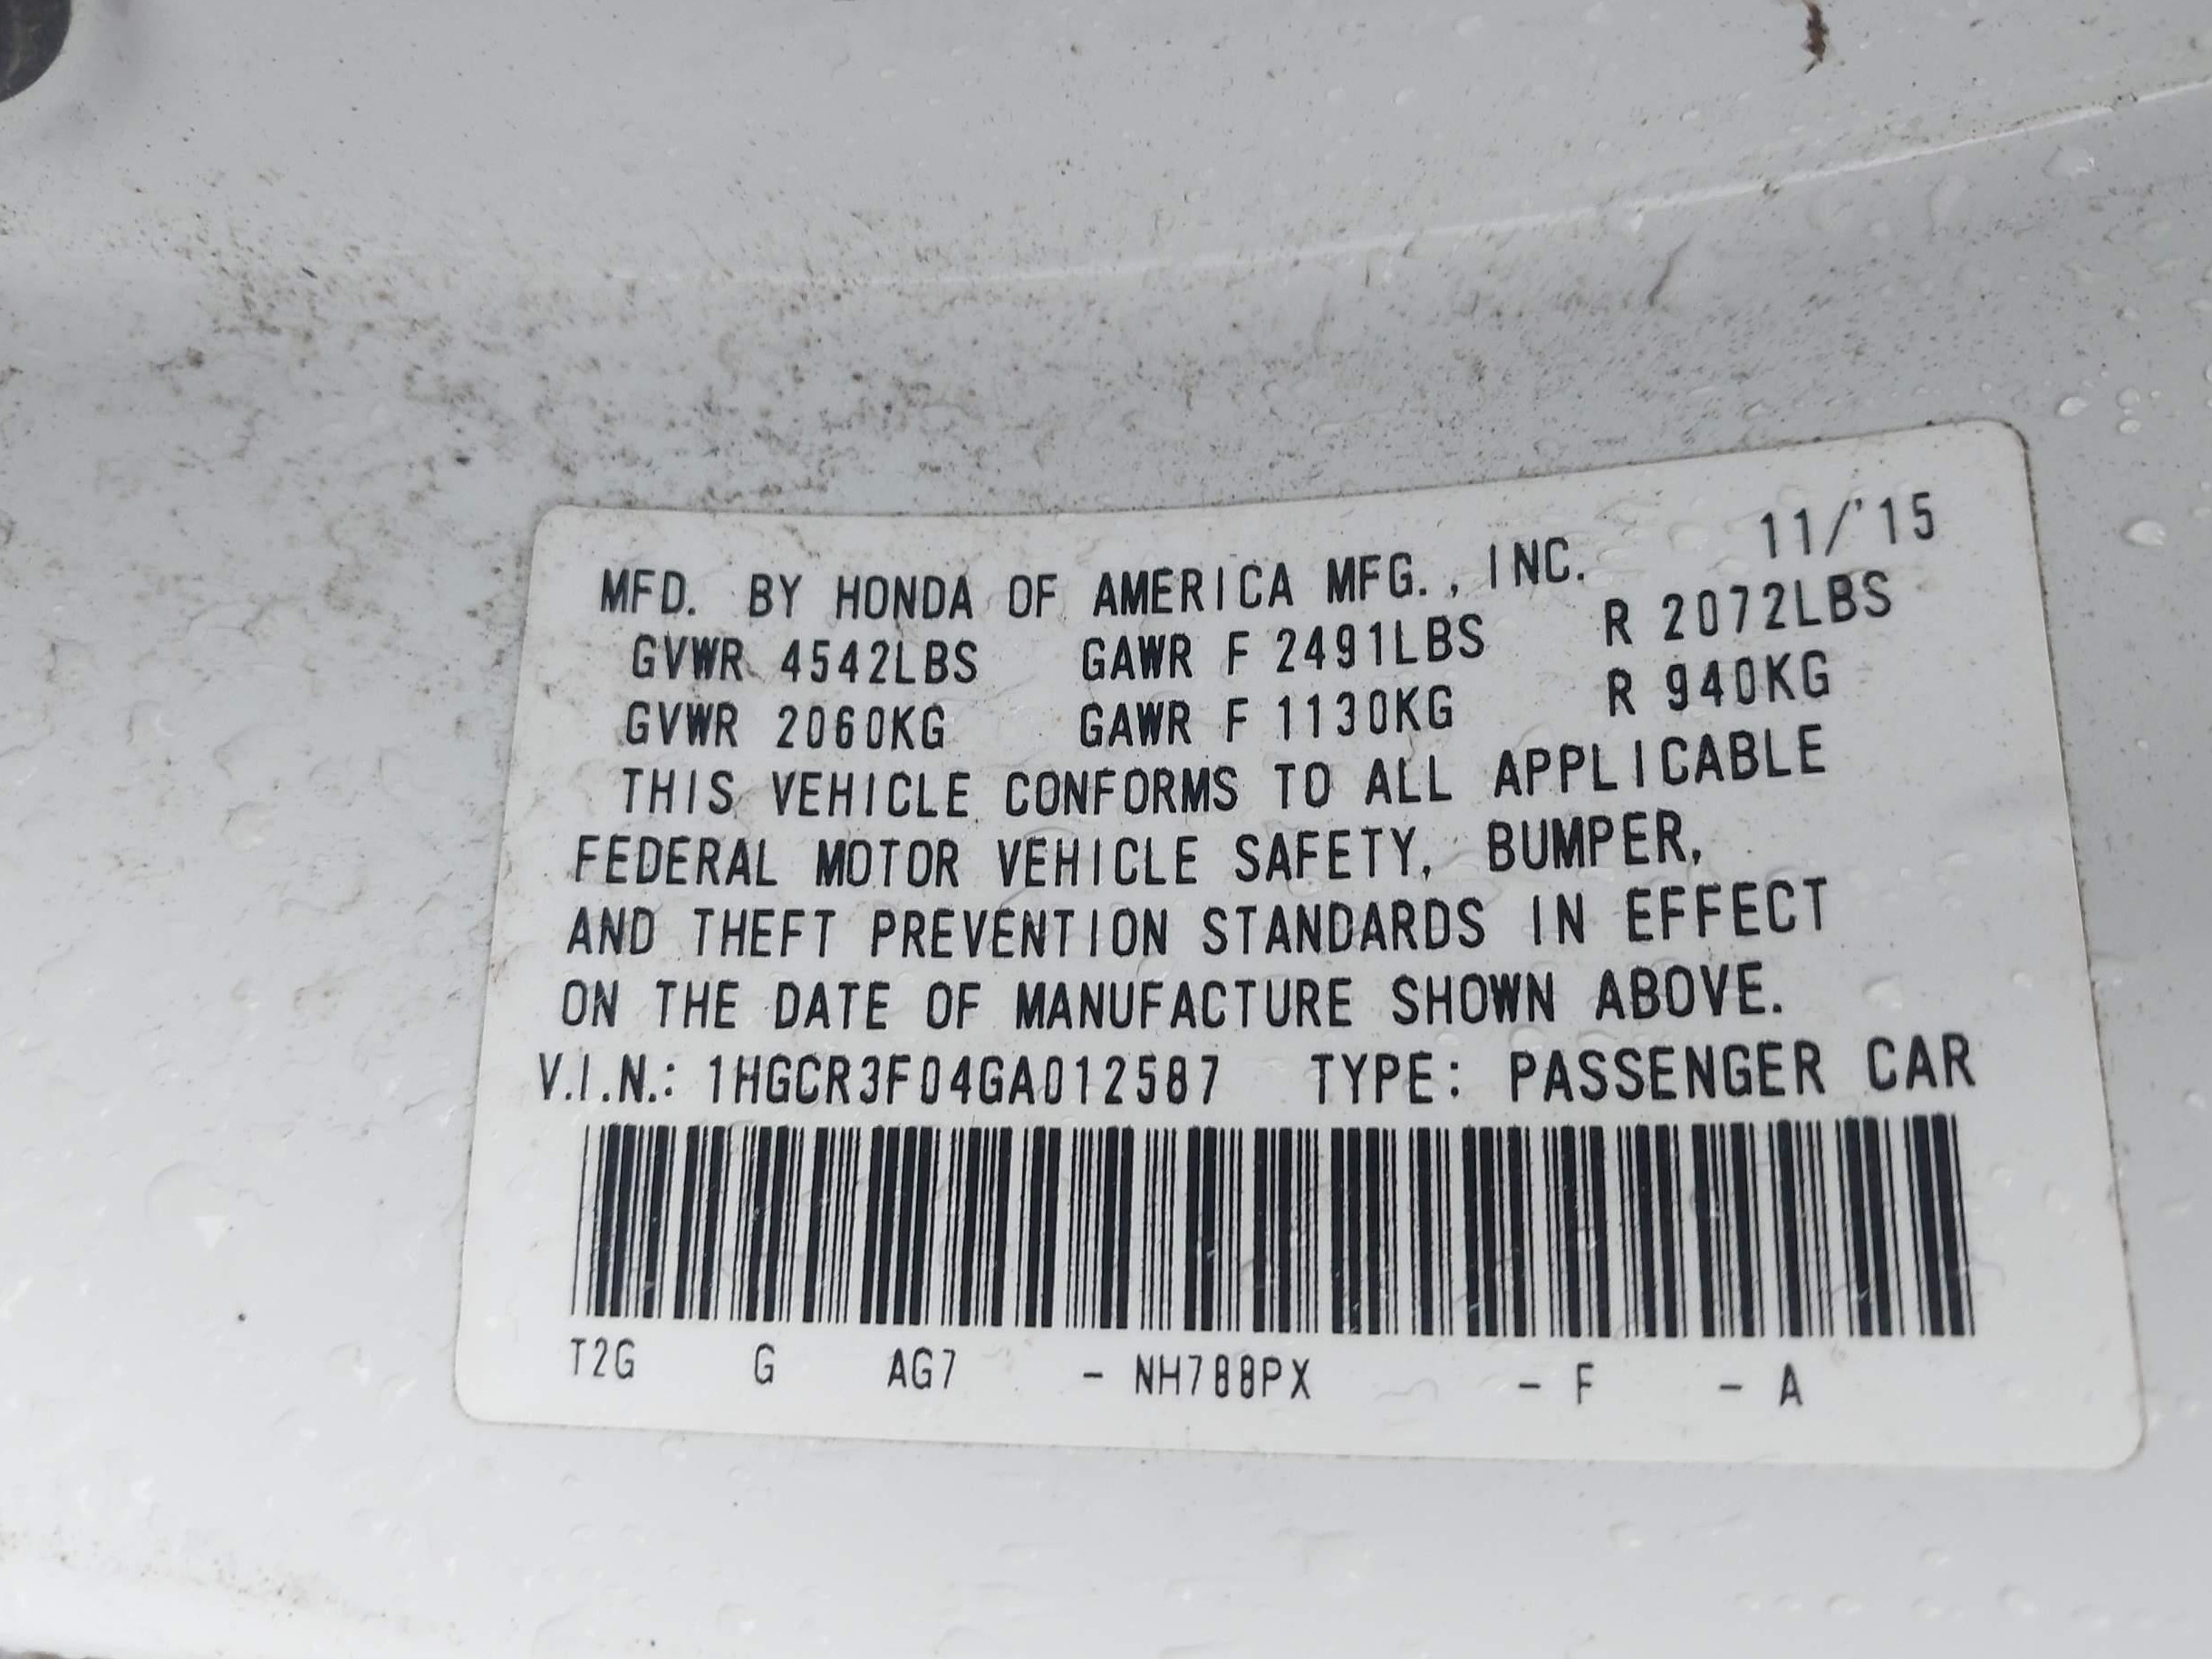 MFD. BY HONDA OF AMERICA MFG., INC. 11/'15
GVWR 4542LBS GAWR F 2491LBS R 2072LBS
GVWR 2060KG GAWR F 1130KG R 940KG
THIS VEHICLE CONFORMS TO ALL APPLICABLE
FEDERAL MOTOR VEHICLE SAFETY, BUMPER,
AND THEFT PREVENTION STANDARDS IN EFFECT
ON THE DATE OF MANUFACTURE SHOWN ABOVE.
V.I.N.: 1HGCR3F04GA012587 TYPE: PASSENGER CAR
T2G G AG7 - NH788PX - F - A